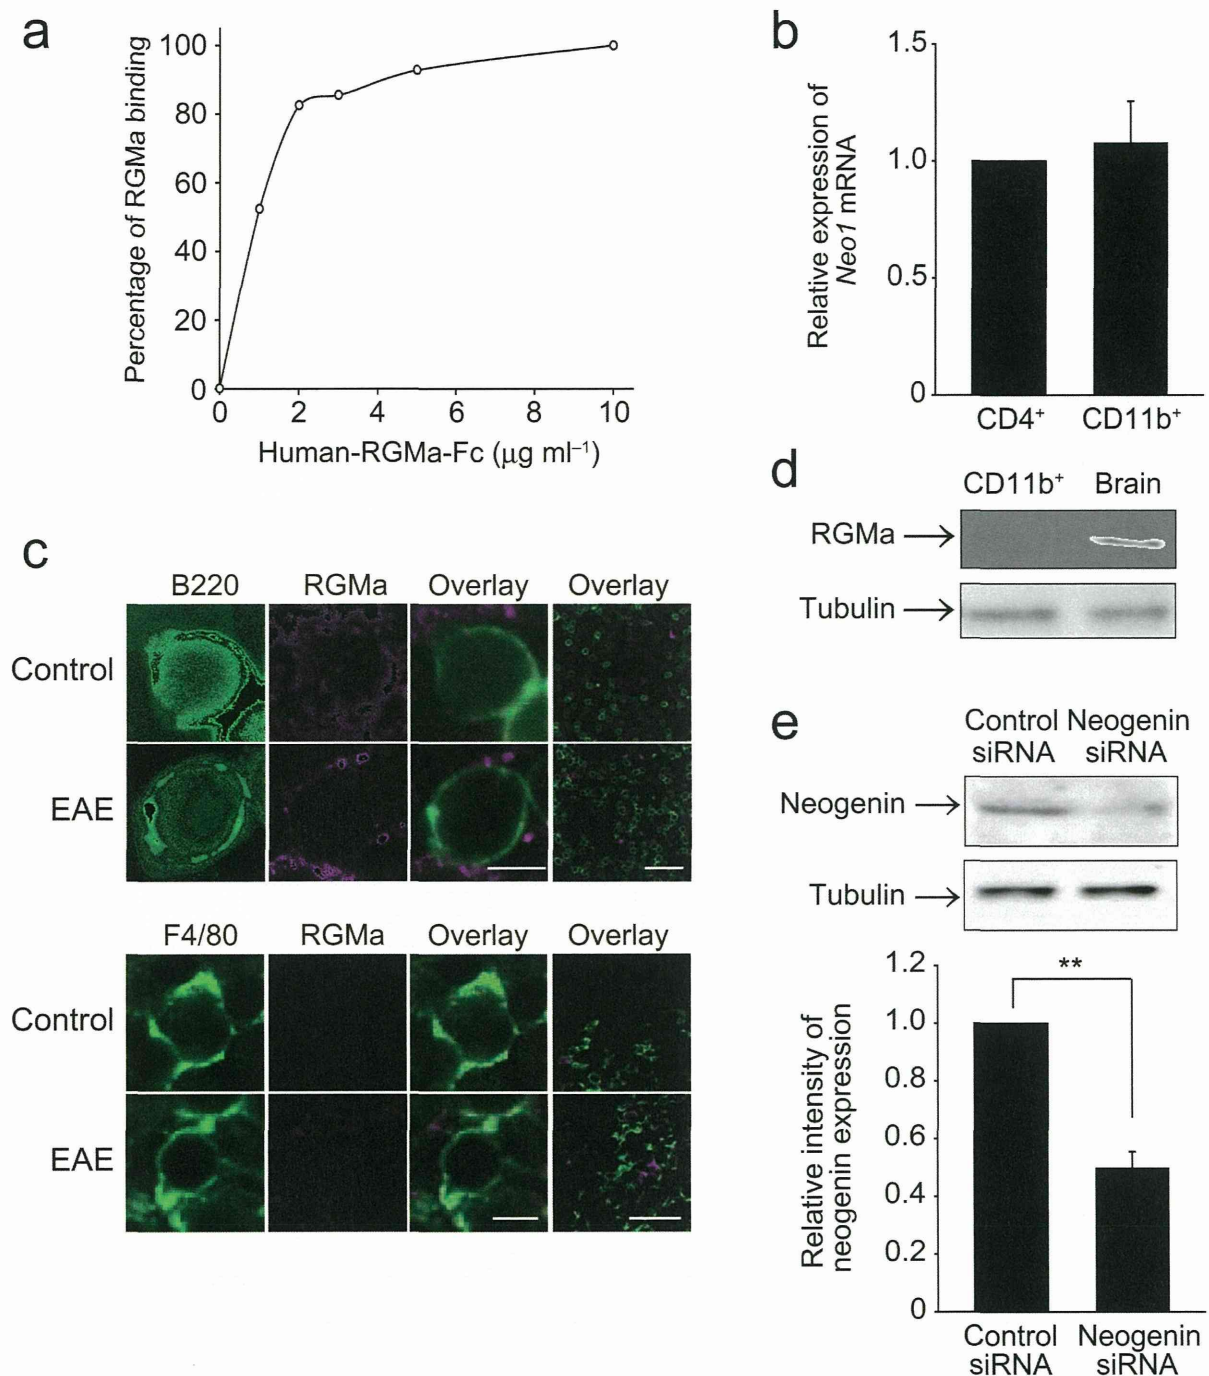 a
Percentage of RGMa binding
100
80
60
40
20
0
0 2 4 6 8 10
Human-RGMa-Fc (μg ml⁻¹)
b
Relative expression of
Neo1 mRNA
1.5
1.0
0.5
0
CD4⁺ CD11b⁺
c
B220 RGMa Overlay Overlay
Control
EAE
F4/80 RGMa Overlay Overlay
Control
EAE
d
CD11b⁺ Brain
RGMa
Tubulin
e
Control Neogenin
siRNA siRNA
Neogenin
Tubulin
Relative intensity of
neogenin expression
1.2
1.0
0.8
0.6
0.4
0.2
0
**
Control Neogenin
siRNA siRNA